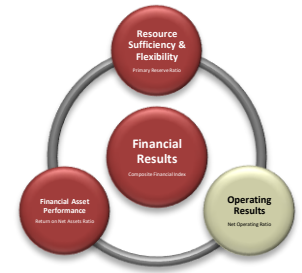 Resource
Sufficiency &
Flexibility
Primary Reserve Ratio
Financial
Results
Composite Financial Index
Financial Asset
Performance
Return on Net Assets Ratio
Operating
Results
Net Operating Ratio